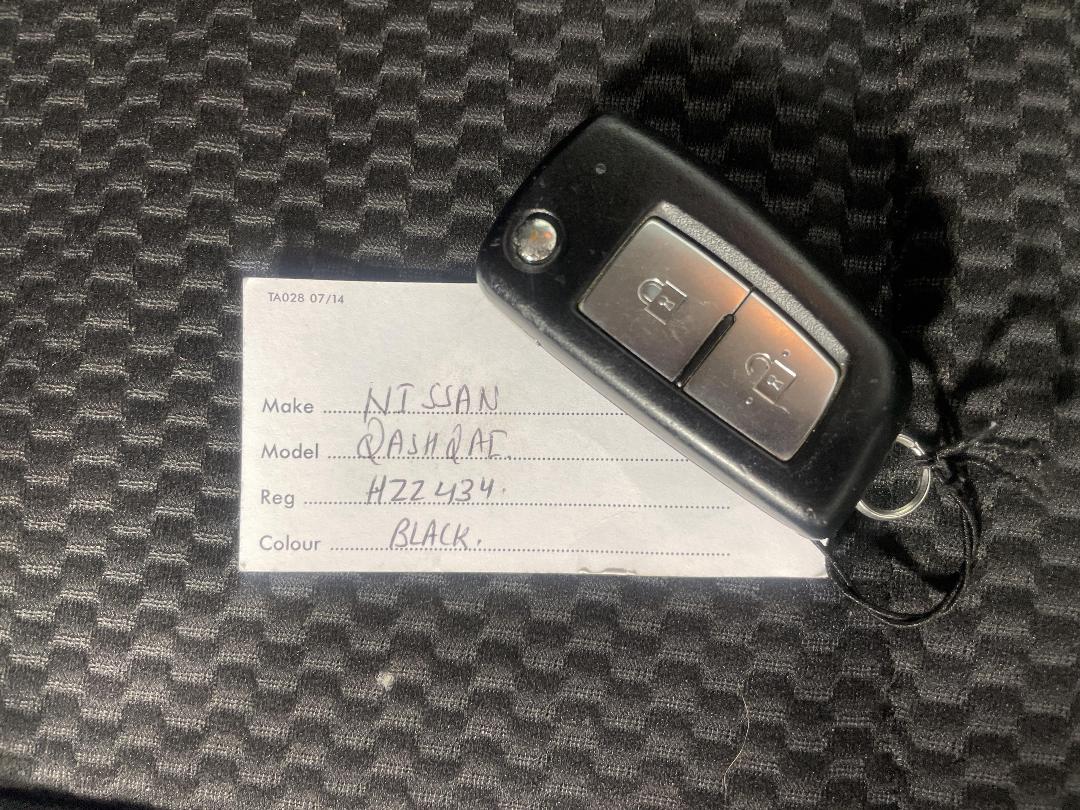 TA028 07/14
Make NISSAN
Model QASHQAI.
Reg HZZ434.
Colour BLACK.